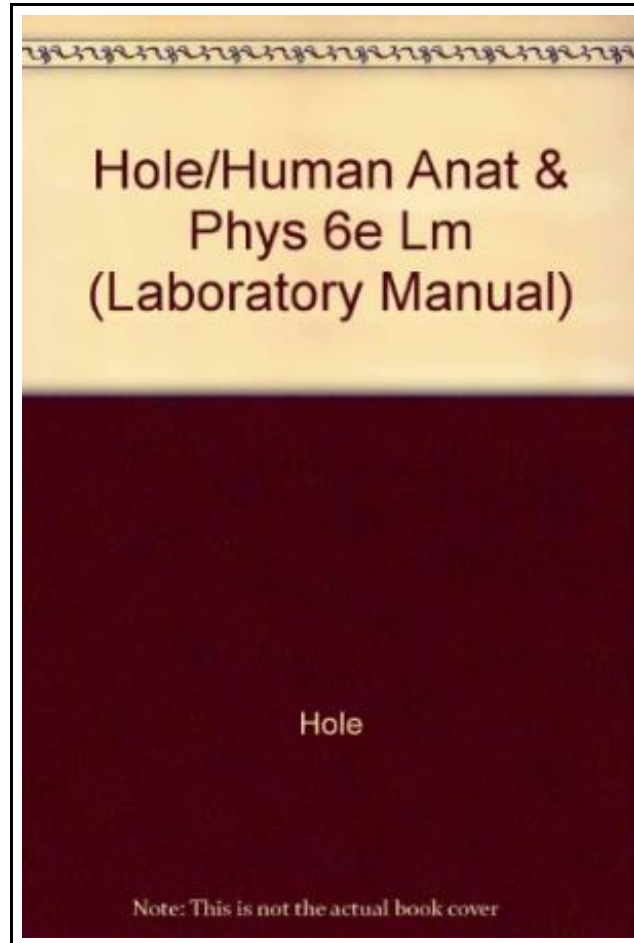 Hole/Human Anat &
Phys 6e Lm
(Laboratory Manual)
Hole
Note: This is not the actual book cover